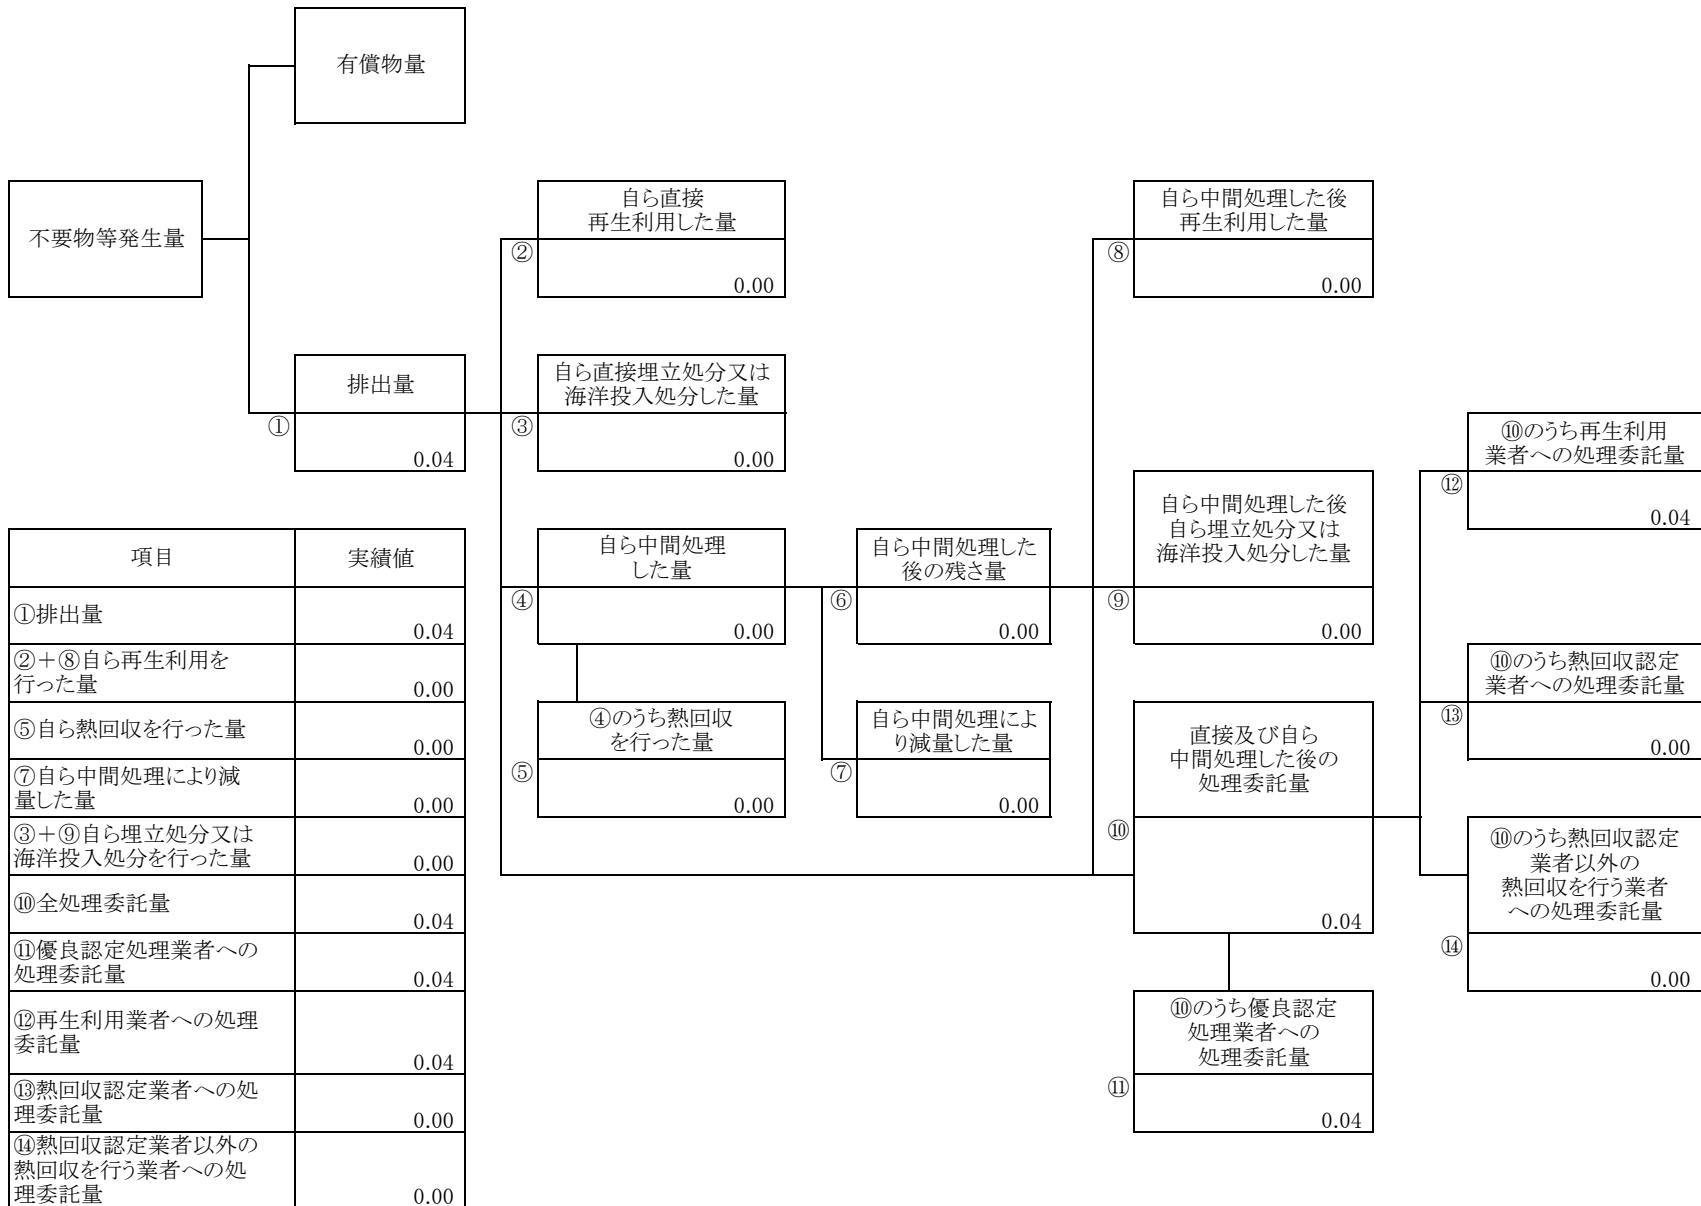 有償物量
不要物等発生量
自ら直接
再生利用した量
②
0.00
自ら中間処理した後
再生利用した量
⑧
0.00
排出量
①
0.04
自ら直接埋立処分又は
海洋投入処分した量
③
0.00
⑩のうち再生利用
業者への処理委託量
⑫
0.04
自ら中間処理
した量
④
0.00
自ら中間処理した
後の残さ量
⑥
0.00
自ら中間処理した後
自ら埋立処分又は
海洋投入処分した量
⑨
0.00
⑩のうち熱回収認定
業者への処理委託量
⑬
0.00
④のうち熱回収
を行った量
⑤
0.00
自ら中間処理によ
り減量した量
⑦
0.00
直接及び自ら
中間処理した後の
処理委託量
⑩
0.04
⑩のうち熱回収認定
業者以外の
熱回収を行う業者
への処理委託量
⑭
0.00
⑩のうち優良認定
処理業者への
処理委託量
⑪
0.04
項目 実績値
①排出量
0.04
②+⑧自ら再生利用を
行った量
0.00
⑤自ら熱回収を行った量
0.00
⑦自ら中間処理により減
量した量
0.00
③+⑨自ら埋立処分又は
海洋投入処分を行った量
0.00
⑩全処理委託量
0.04
⑪優良認定処理業者への
処理委託量
0.04
⑫再生利用業者への処理
委託量
0.04
⑬熱回収認定業者への処
理委託量
0.00
⑭熱回収認定業者以外の
熱回収を行う業者への処
理委託量
0.00